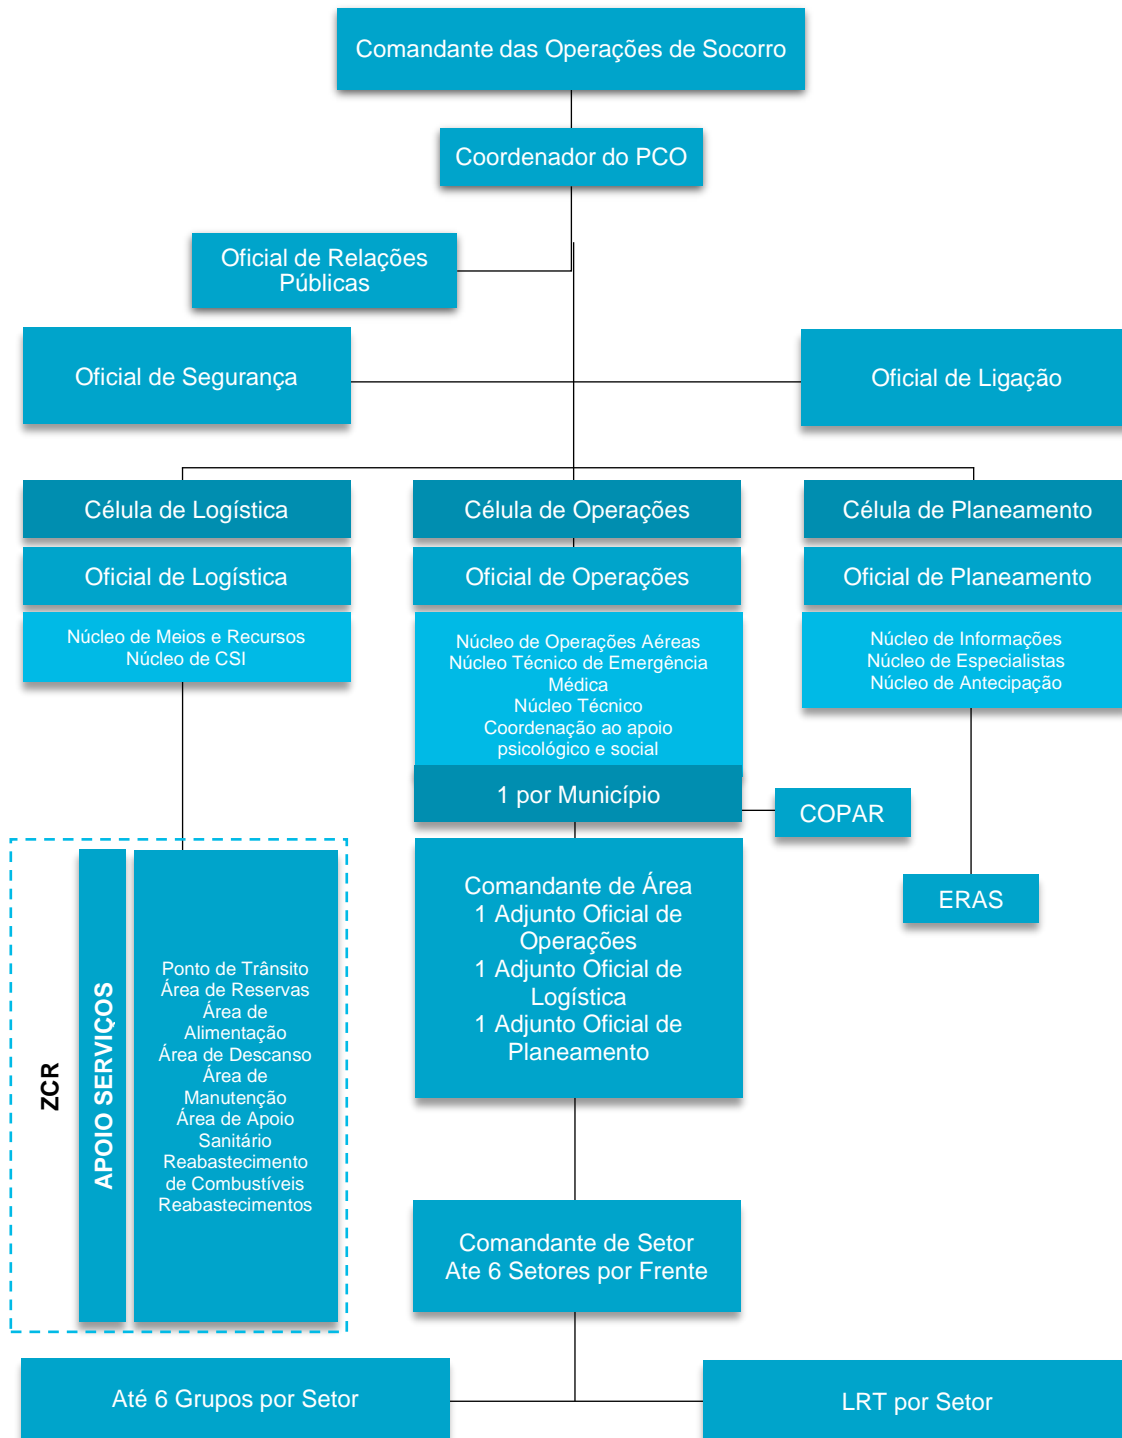 Comandante das Operações de Socorro
Coordenador do PCO
Oficial de Relações
Públicas
Oficial de Segurança
Oficial de Ligação
Célula de Logística
Célula de Operações
Célula de Planeamento
Oficial de Logística
Oficial de Operações
Oficial de Planeamento
Núcleo de Meios e Recursos
Núcleo de CSI
Núcleo de Operações Aéreas
Núcleo Técnico de Emergência
Médica
Núcleo Técnico
Coordenação ao apoio
psicológico e social
Núcleo de Informações
Núcleo de Especialistas
Núcleo de Antecipação
1 por Município
COPAR
ERAS
ZCR
APOIO SERVIÇOS
Ponto de Trânsito
Área de Reservas
Área de
Alimentação
Área de Descanso
Área de
Manutenção
Área de Apoio
Sanitário
Reabastecimento
de Combustíveis
Reabastecimentos
Comandante de Área
1 Adjunto Oficial de
Operações
1 Adjunto Oficial de
Logística
1 Adjunto Oficial de
Planeamento
Comandante de Setor
Ate 6 Setores por Frente
Até 6 Grupos por Setor
LRT por Setor